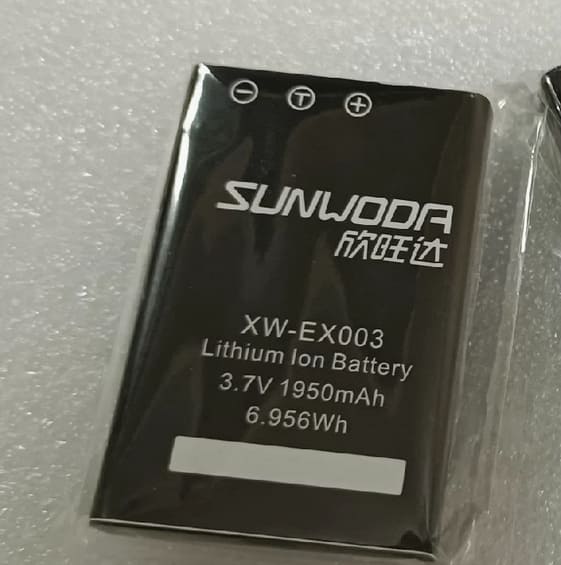 − T +
SUNWODA
欣旺达
XW-EX003
Lithium Ion Battery
3.7V 1950mAh
6.956Wh